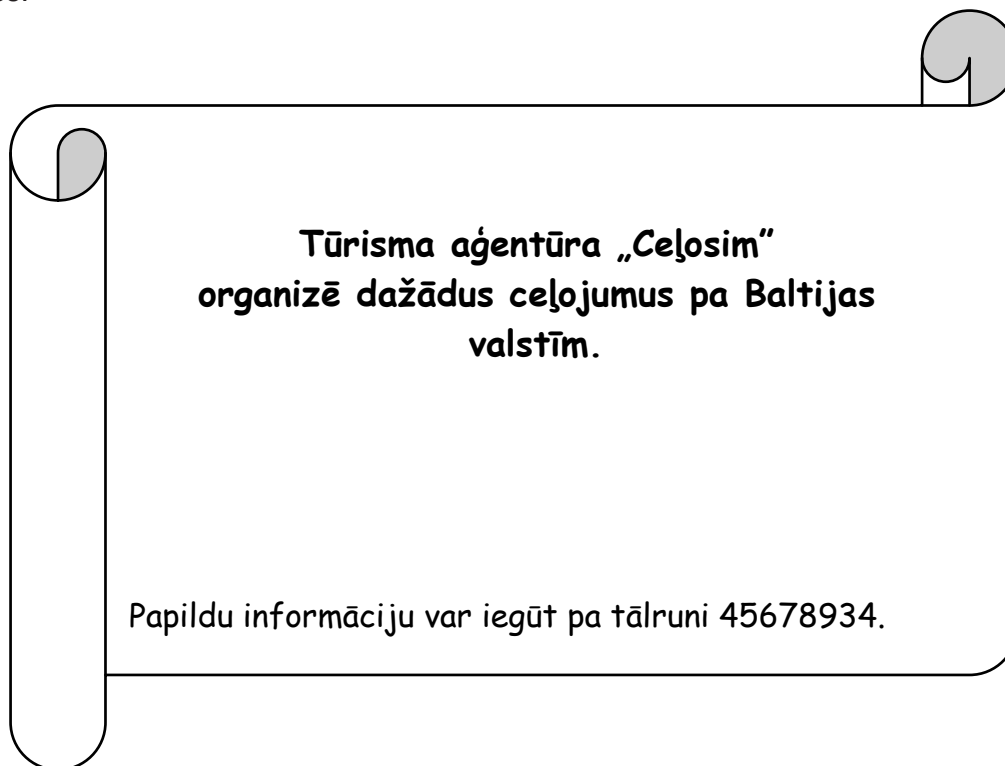 Tūrisma aģentūra „Ceļosim”
organizē dažādus ceļojumus pa Baltijas
valstīm.
Papildu informāciju var iegūt pa tālruni 45678934.